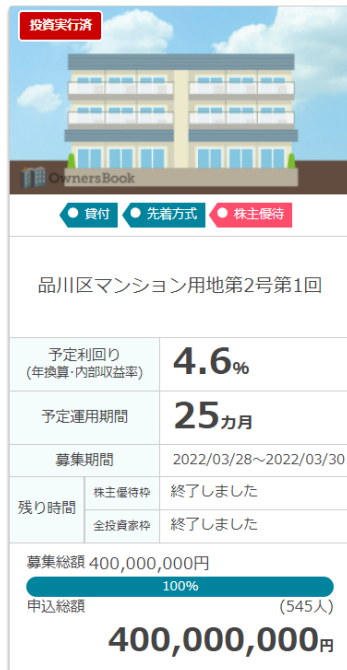 投資実行済
OwnersBook
貸付 先着方式 株主優待
品川区マンション用地第2号第1回
予定利回り
(年換算・内部収益率)
4.6%
予定運用期間
25カ月
募集期間
2022/03/28～2022/03/30
残り時間
株主優待枠
終了しました
全投資家枠
終了しました
募集総額 400,000,000円
100%
申込総額
(545人)
400,000,000円